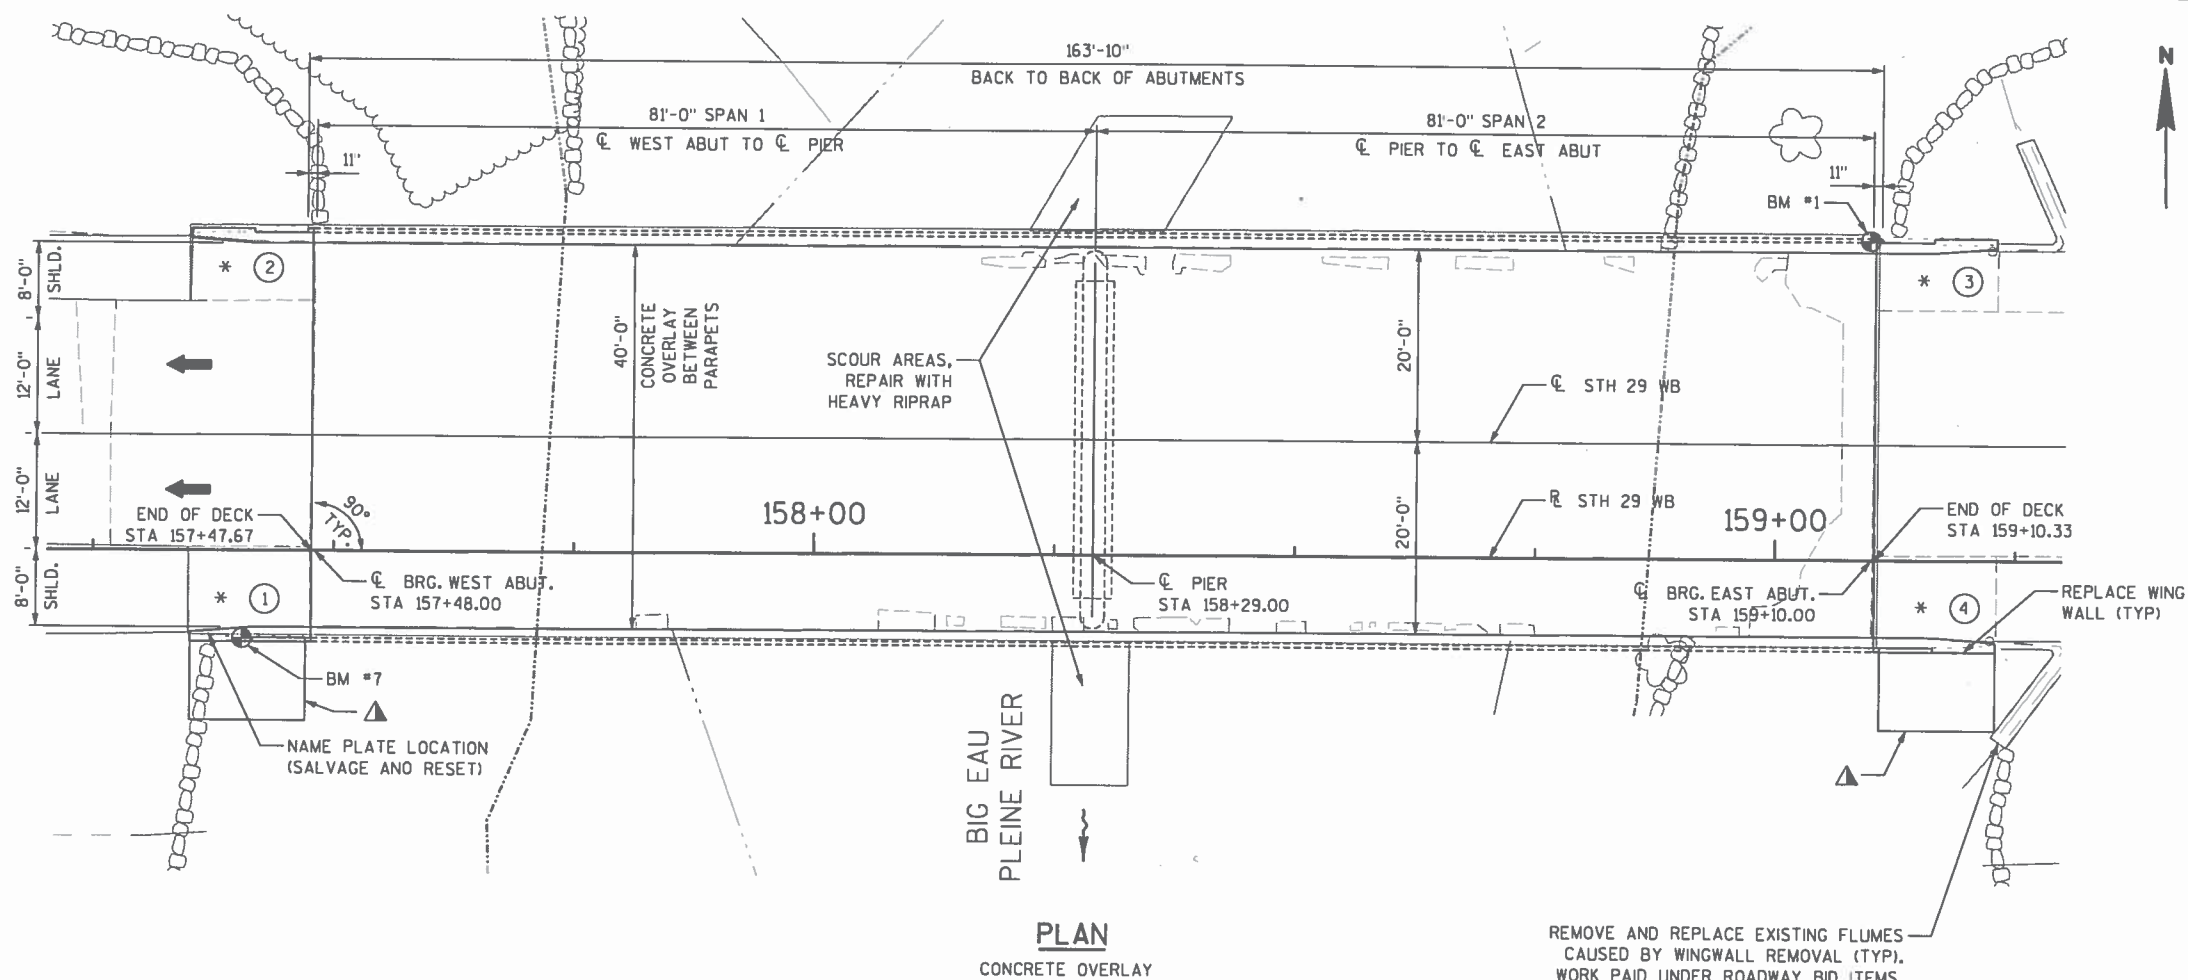 163'-10"
BACK TO BACK OF ABUTMENTS
N
81'-0" SPAN 1
℄ WEST ABUT TO ℄ PIER
81'-0" SPAN 2
℄ PIER TO ℄ EAST ABUT
11"
11"
BM #1
8'-0"
SHLD.
* 2
* 3
12'-0"
LANE
40'-0"
CONCRETE
OVERLAY
BETWEEN
PARAPETS
SCOUR AREAS,
REPAIR WITH
HEAVY RIPRAP
20'-0"
℄ STH 29 WB
12'-0"
LANE
END OF DECK
STA 157+47.67
90°
TYP.
158+00
20'-0"
R STH 29 WB
159+00
END OF DECK
STA 159+10.33
8'-0"
SHLD.
* 1
℄ BRG. WEST ABUT.
STA 157+48.00
℄ PIER
STA 158+29.00
℄ BRG. EAST ABUT.
STA 159+10.00
* 4
REPLACE WING
WALL (TYP)
BM #7
NAME PLATE LOCATION
(SALVAGE AND RESET)
BIG EAU
PLEINE RIVER
PLAN
CONCRETE OVERLAY
REMOVE AND REPLACE EXISTING FLUMES
CAUSED BY WINGWALL REMOVAL (TYP).
WORK PAID UNDER ROADWAY BID ITEMS